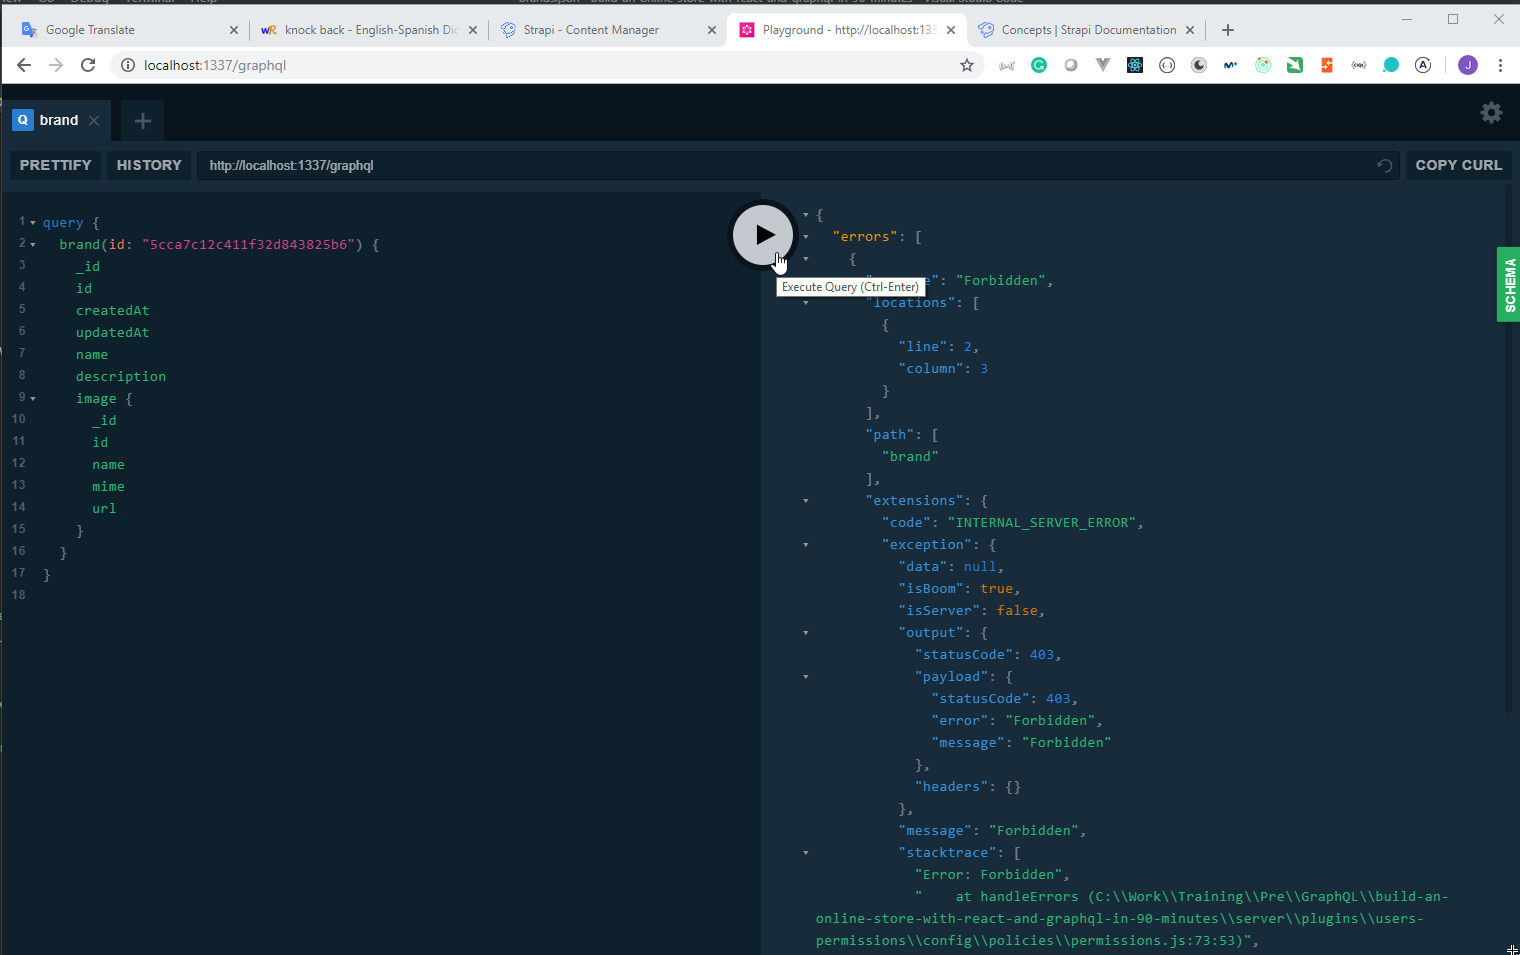 Google Translate
wR knock back - English-Spanish Dic
Strapi - Content Manager
Playground - http://localhost:133
Concepts | Strapi Documentation
localhost:1337/graphql
J
Q brand
PRETTIFY HISTORY http://localhost:1337/graphql COPY CURL
1 query {
2 brand(id: "5cca7c12c411f32d843825b6") {
3 _id
4 id
5 createdAt
6 updatedAt
7 name
8 description
9 image {
10 _id
11 id
12 name
13 mime
14 url
15 }
16 }
17 }
18
{
"errors": [
{
e": "Forbidden",
Execute Query (Ctrl-Enter)
"locations": [
{
"line": 2,
"column": 3
}
],
"path": [
"brand"
],
"extensions": {
"code": "INTERNAL_SERVER_ERROR",
"exception": {
"data": null,
"isBoom": true,
"isServer": false,
"output": {
"statusCode": 403,
"payload": {
"statusCode": 403,
"error": "Forbidden",
"message": "Forbidden"
},
"headers": {}
},
"message": "Forbidden",
"stacktrace": [
"Error: Forbidden",
"    at handleErrors (C:\\Work\\Training\\Pre\\GraphQL\\build-an-
online-store-with-react-and-graphql-in-90-minutes\\server\\plugins\\users-
permissions\\config\\policies\\permissions.js:73:53)",
SCHEMA